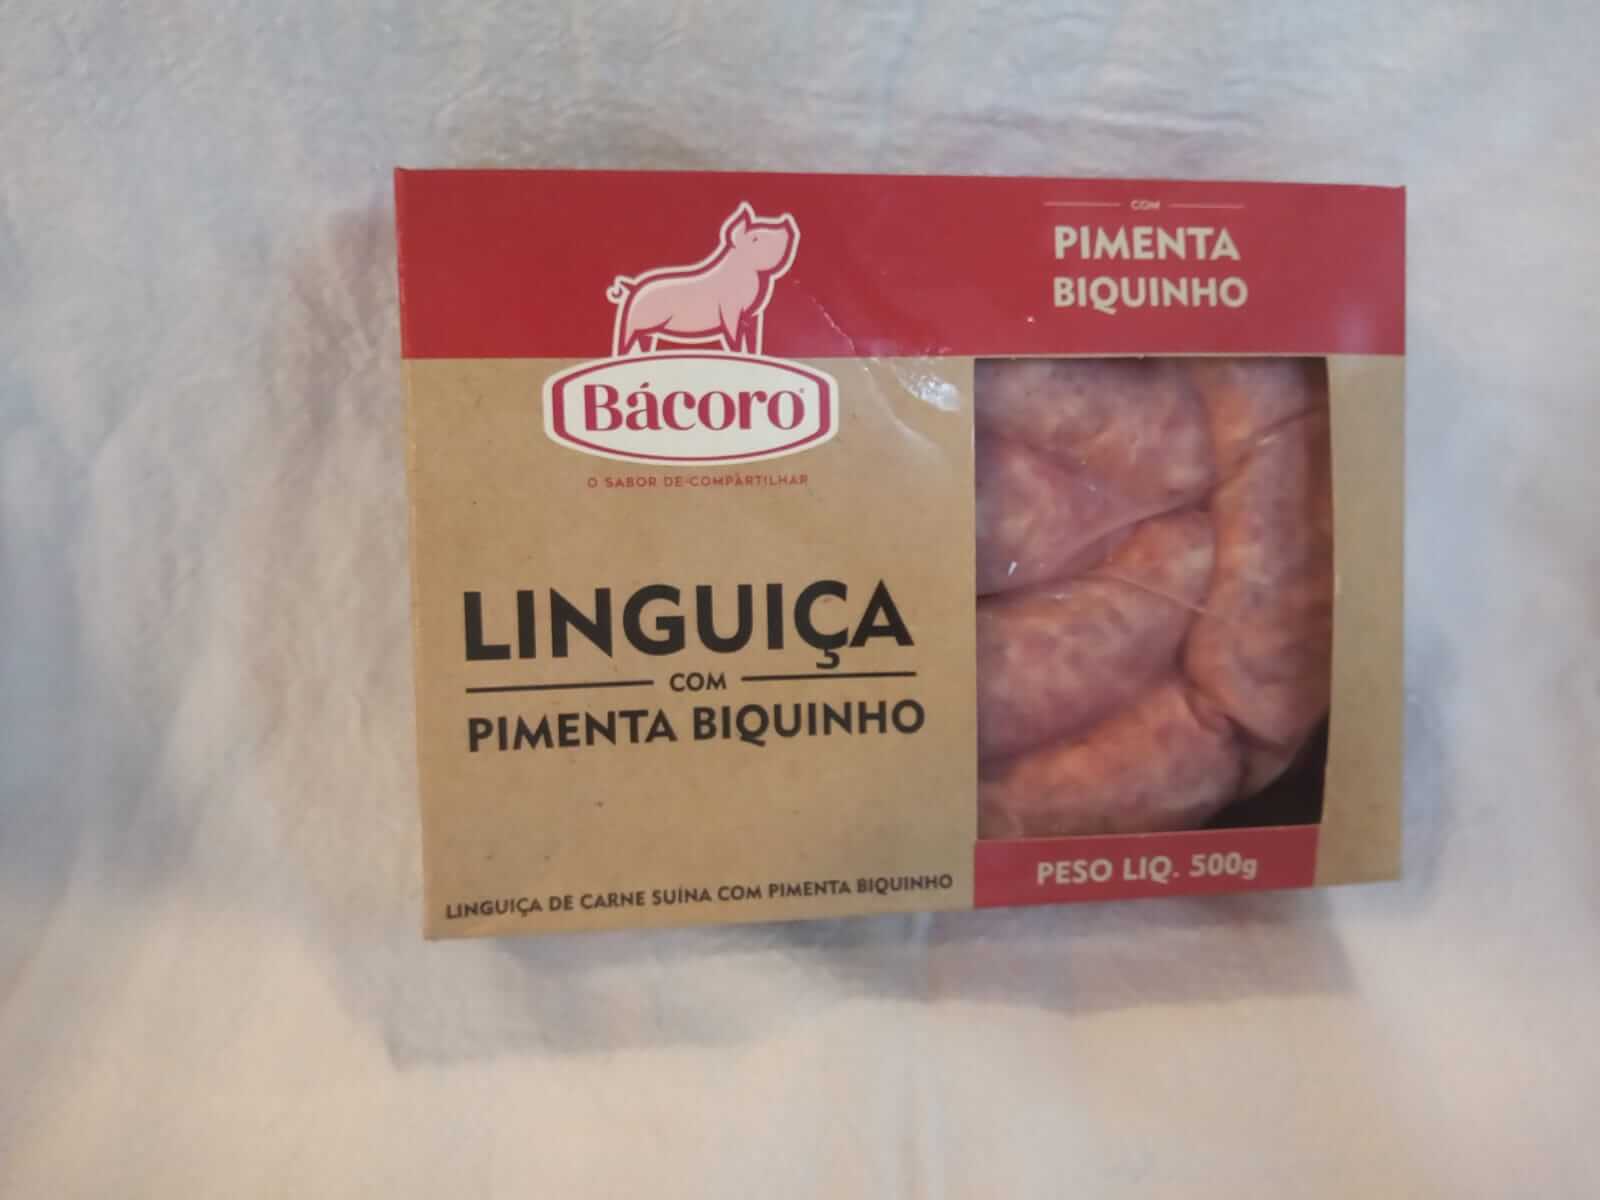 COM
PIMENTA
BIQUINHO
Bácoro
O SABOR DE COMPARTILHAR
LINGUIÇA
COM
PIMENTA BIQUINHO
LINGUIÇA DE CARNE SUÍNA COM PIMENTA BIQUINHO
PESO LIQ. 500g